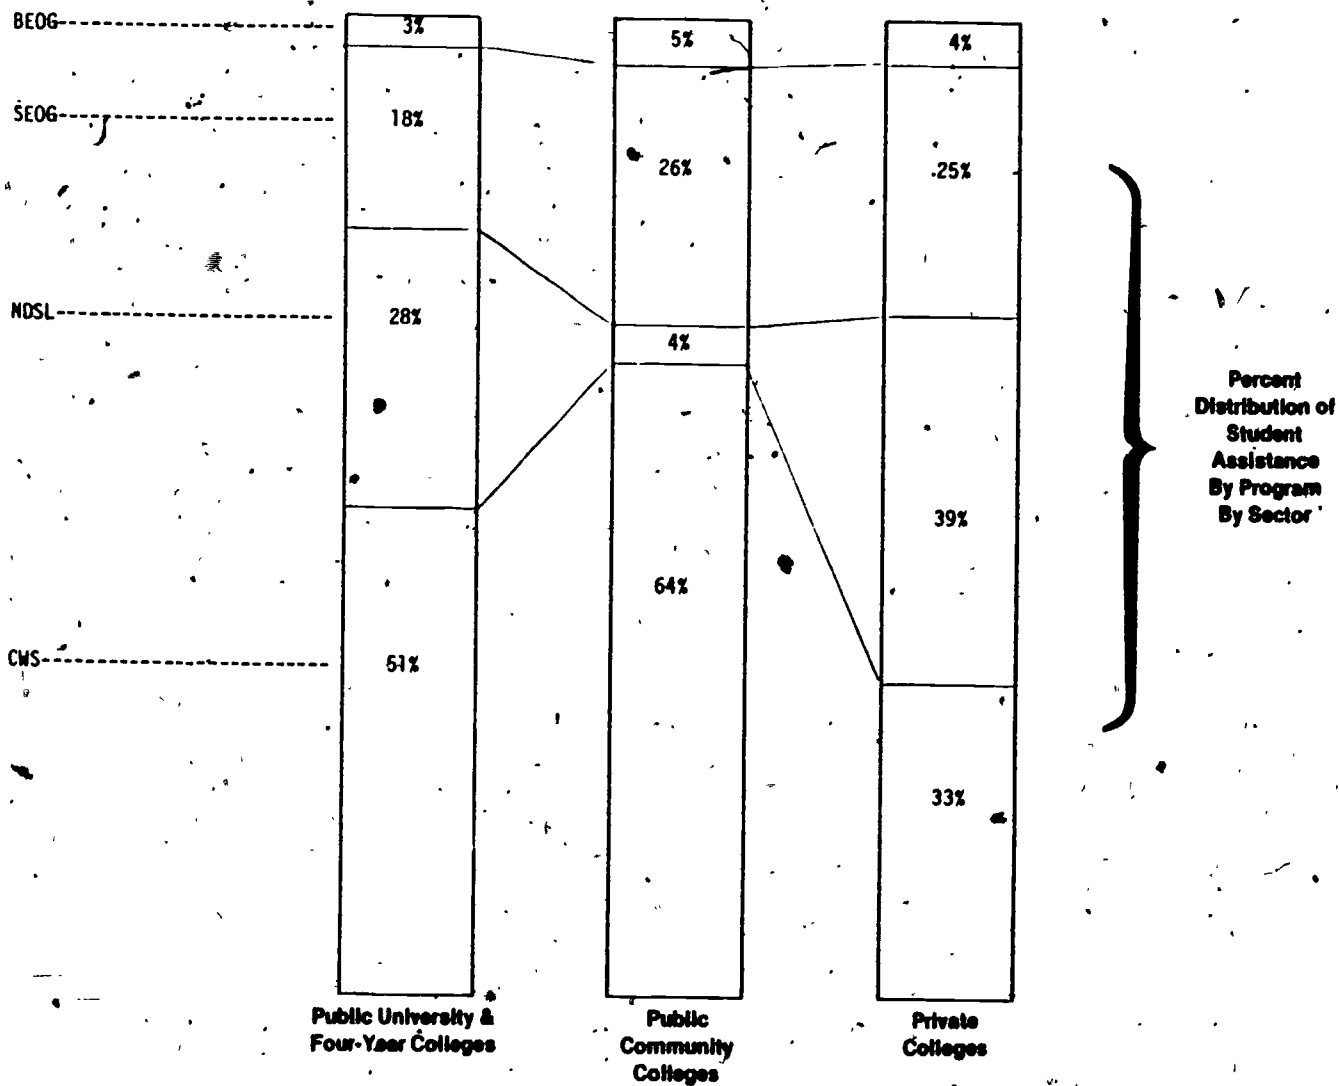 BEOG
3%
5%
4%
SEOG
18%
26%
25%
NDSL
28%
4%
39%
64%
CWS
51%
33%
Percent
Distribution of
Student
Assistance
By Program
By Sector
Public University &
Four-Year Colleges
Public
Community
Colleges
Private
Colleges